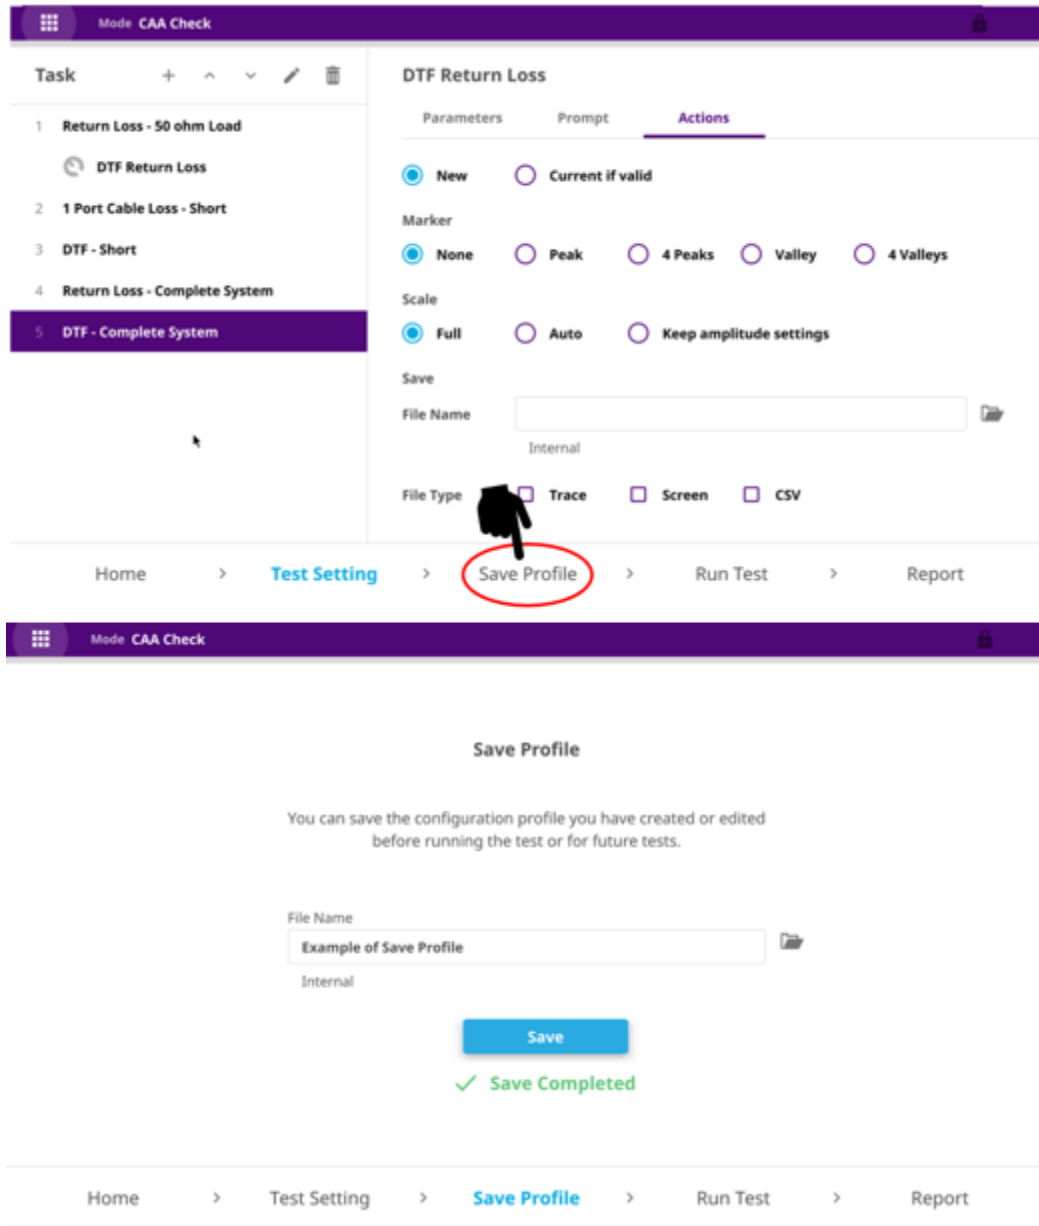 Mode CAA Check
Task
1 Return Loss - 50 ohm Load
DTF Return Loss
2 1 Port Cable Loss - Short
3 DTF - Short
4 Return Loss - Complete System
5 DTF - Complete System
DTF Return Loss
Parameters Prompt Actions
New Current if valid
Marker
None Peak 4 Peaks Valley 4 Valleys
Scale
Full Auto Keep amplitude settings
Save
File Name
Internal
File Type Trace Screen CSV
Home > Test Setting > Save Profile > Run Test > Report
Mode CAA Check
Save Profile
You can save the configuration profile you have created or edited
before running the test or for future tests.
File Name
Example of Save Profile
Internal
Save
Save Completed
Home > Test Setting > Save Profile > Run Test > Report